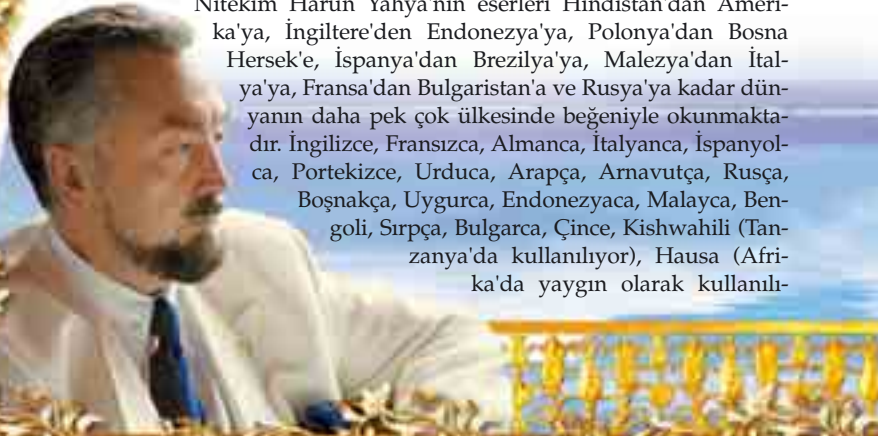 Nitekim Harun Yahya'nın eserleri Hindistan'dan Ameri-
ka'ya, İngiltere'den Endonezya'ya, Polonya'dan Bosna
Hersek'e, İspanya'dan Brezilya'ya, Malezya'dan İtal-
ya'ya, Fransa'dan Bulgaristan'a ve Rusya'ya kadar dün-
yanın daha pek çok ülkesinde beğeniyle okunmakta-
dır. İngilizce, Fransızca, Almanca, İtalyanca, İspanyol-
ca, Portekizce, Urduca, Arapça, Arnavutça, Rusça,
Boşnakça, Uygurca, Endonezyaca, Malayca, Ben-
goli, Sırpça, Bulgarca, Çince, Kishwahili (Tan-
zanya'da kullanılıyor), Hausa (Afri-
ka'da yaygın olarak kullanılı-